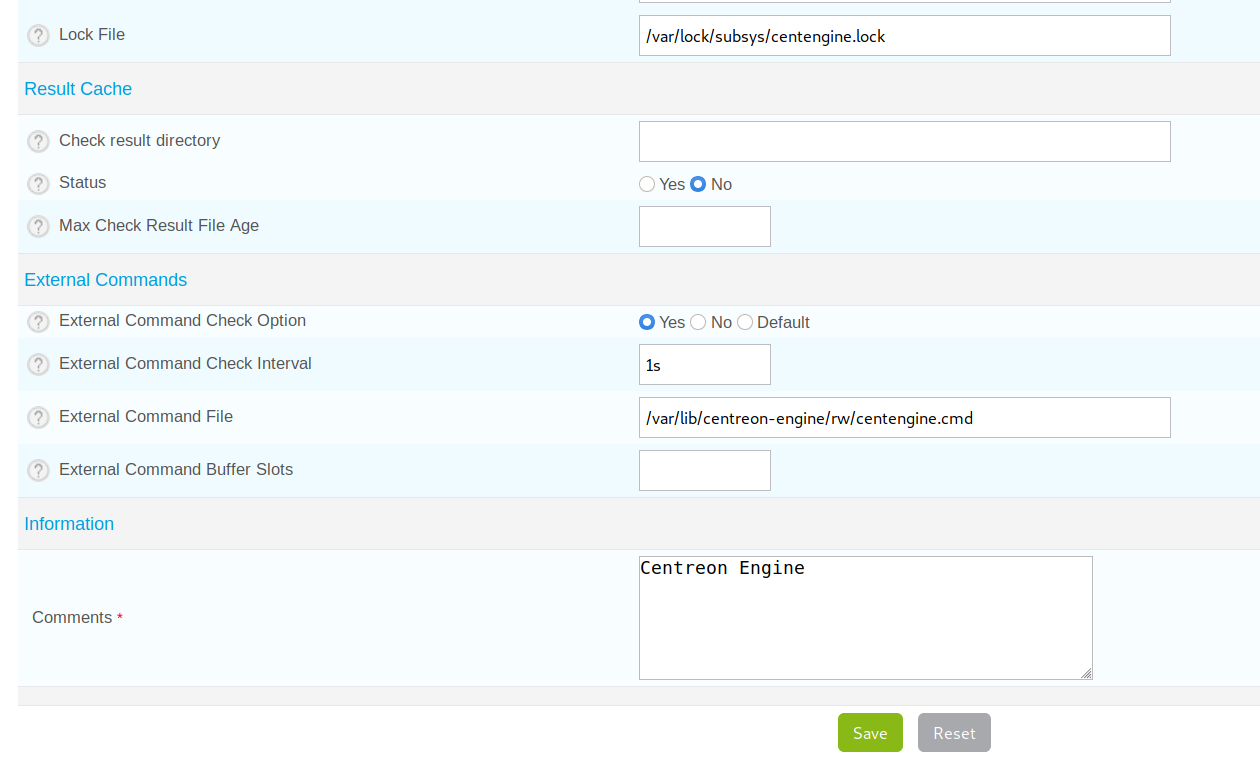 ? Lock File /var/lock/subsys/centengine.lock
Result Cache
? Check result directory
? Status Yes No
? Max Check Result File Age
External Commands
? External Command Check Option Yes No Default
? External Command Check Interval 1s
? External Command File /var/lib/centreon-engine/rw/centengine.cmd
? External Command Buffer Slots
Information
Comments * Centreon Engine
Save Reset